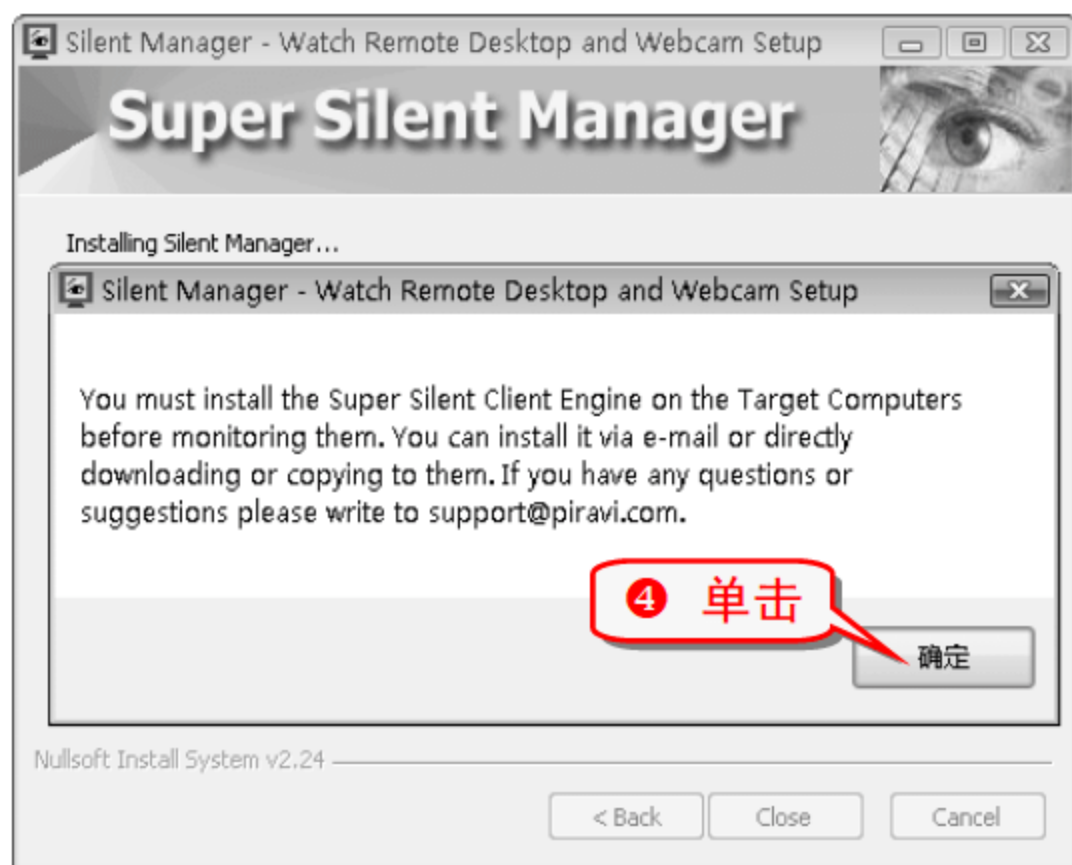 Silent Manager - Watch Remote Desktop and Webcam Setup
Super Silent Manager
Installing Silent Manager...
Silent Manager - Watch Remote Desktop and Webcam Setup
You must install the Super Silent Client Engine on the Target Computers
before monitoring them. You can install it via e-mail or directly
downloading or copying to them. If you have any questions or
suggestions please write to support@piravi.com.
❹ 单击
确定
Nullsoft Install System v2.24
< Back Close Cancel